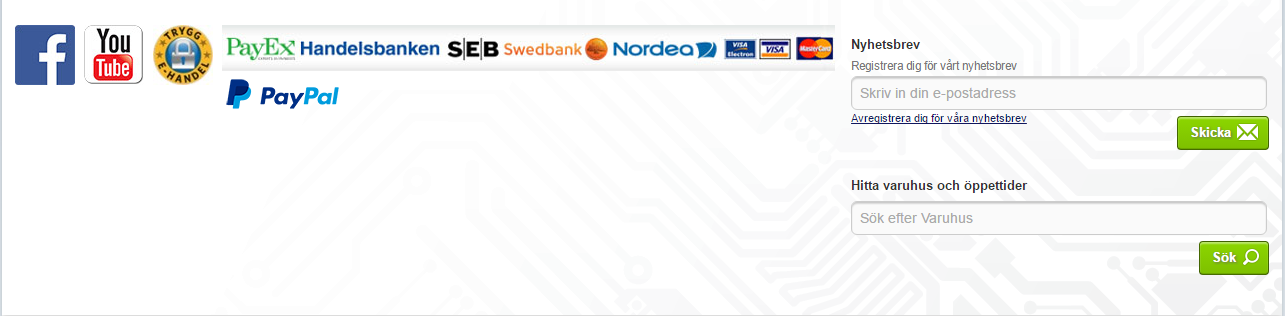 f
You
Tube
TRYGG
E-HANDEL
PayEx Handelsbanken SEB Swedbank Nordea VISA Electron VISA MasterCard
PayPal
Nyhetsbrev
Registrera dig för vårt nyhetsbrev
Skriv in din e-postadress
Avregistrera dig för våra nyhetsbrev
Skicka
Hitta varuhus och öppettider
Sök efter Varuhus
Sök